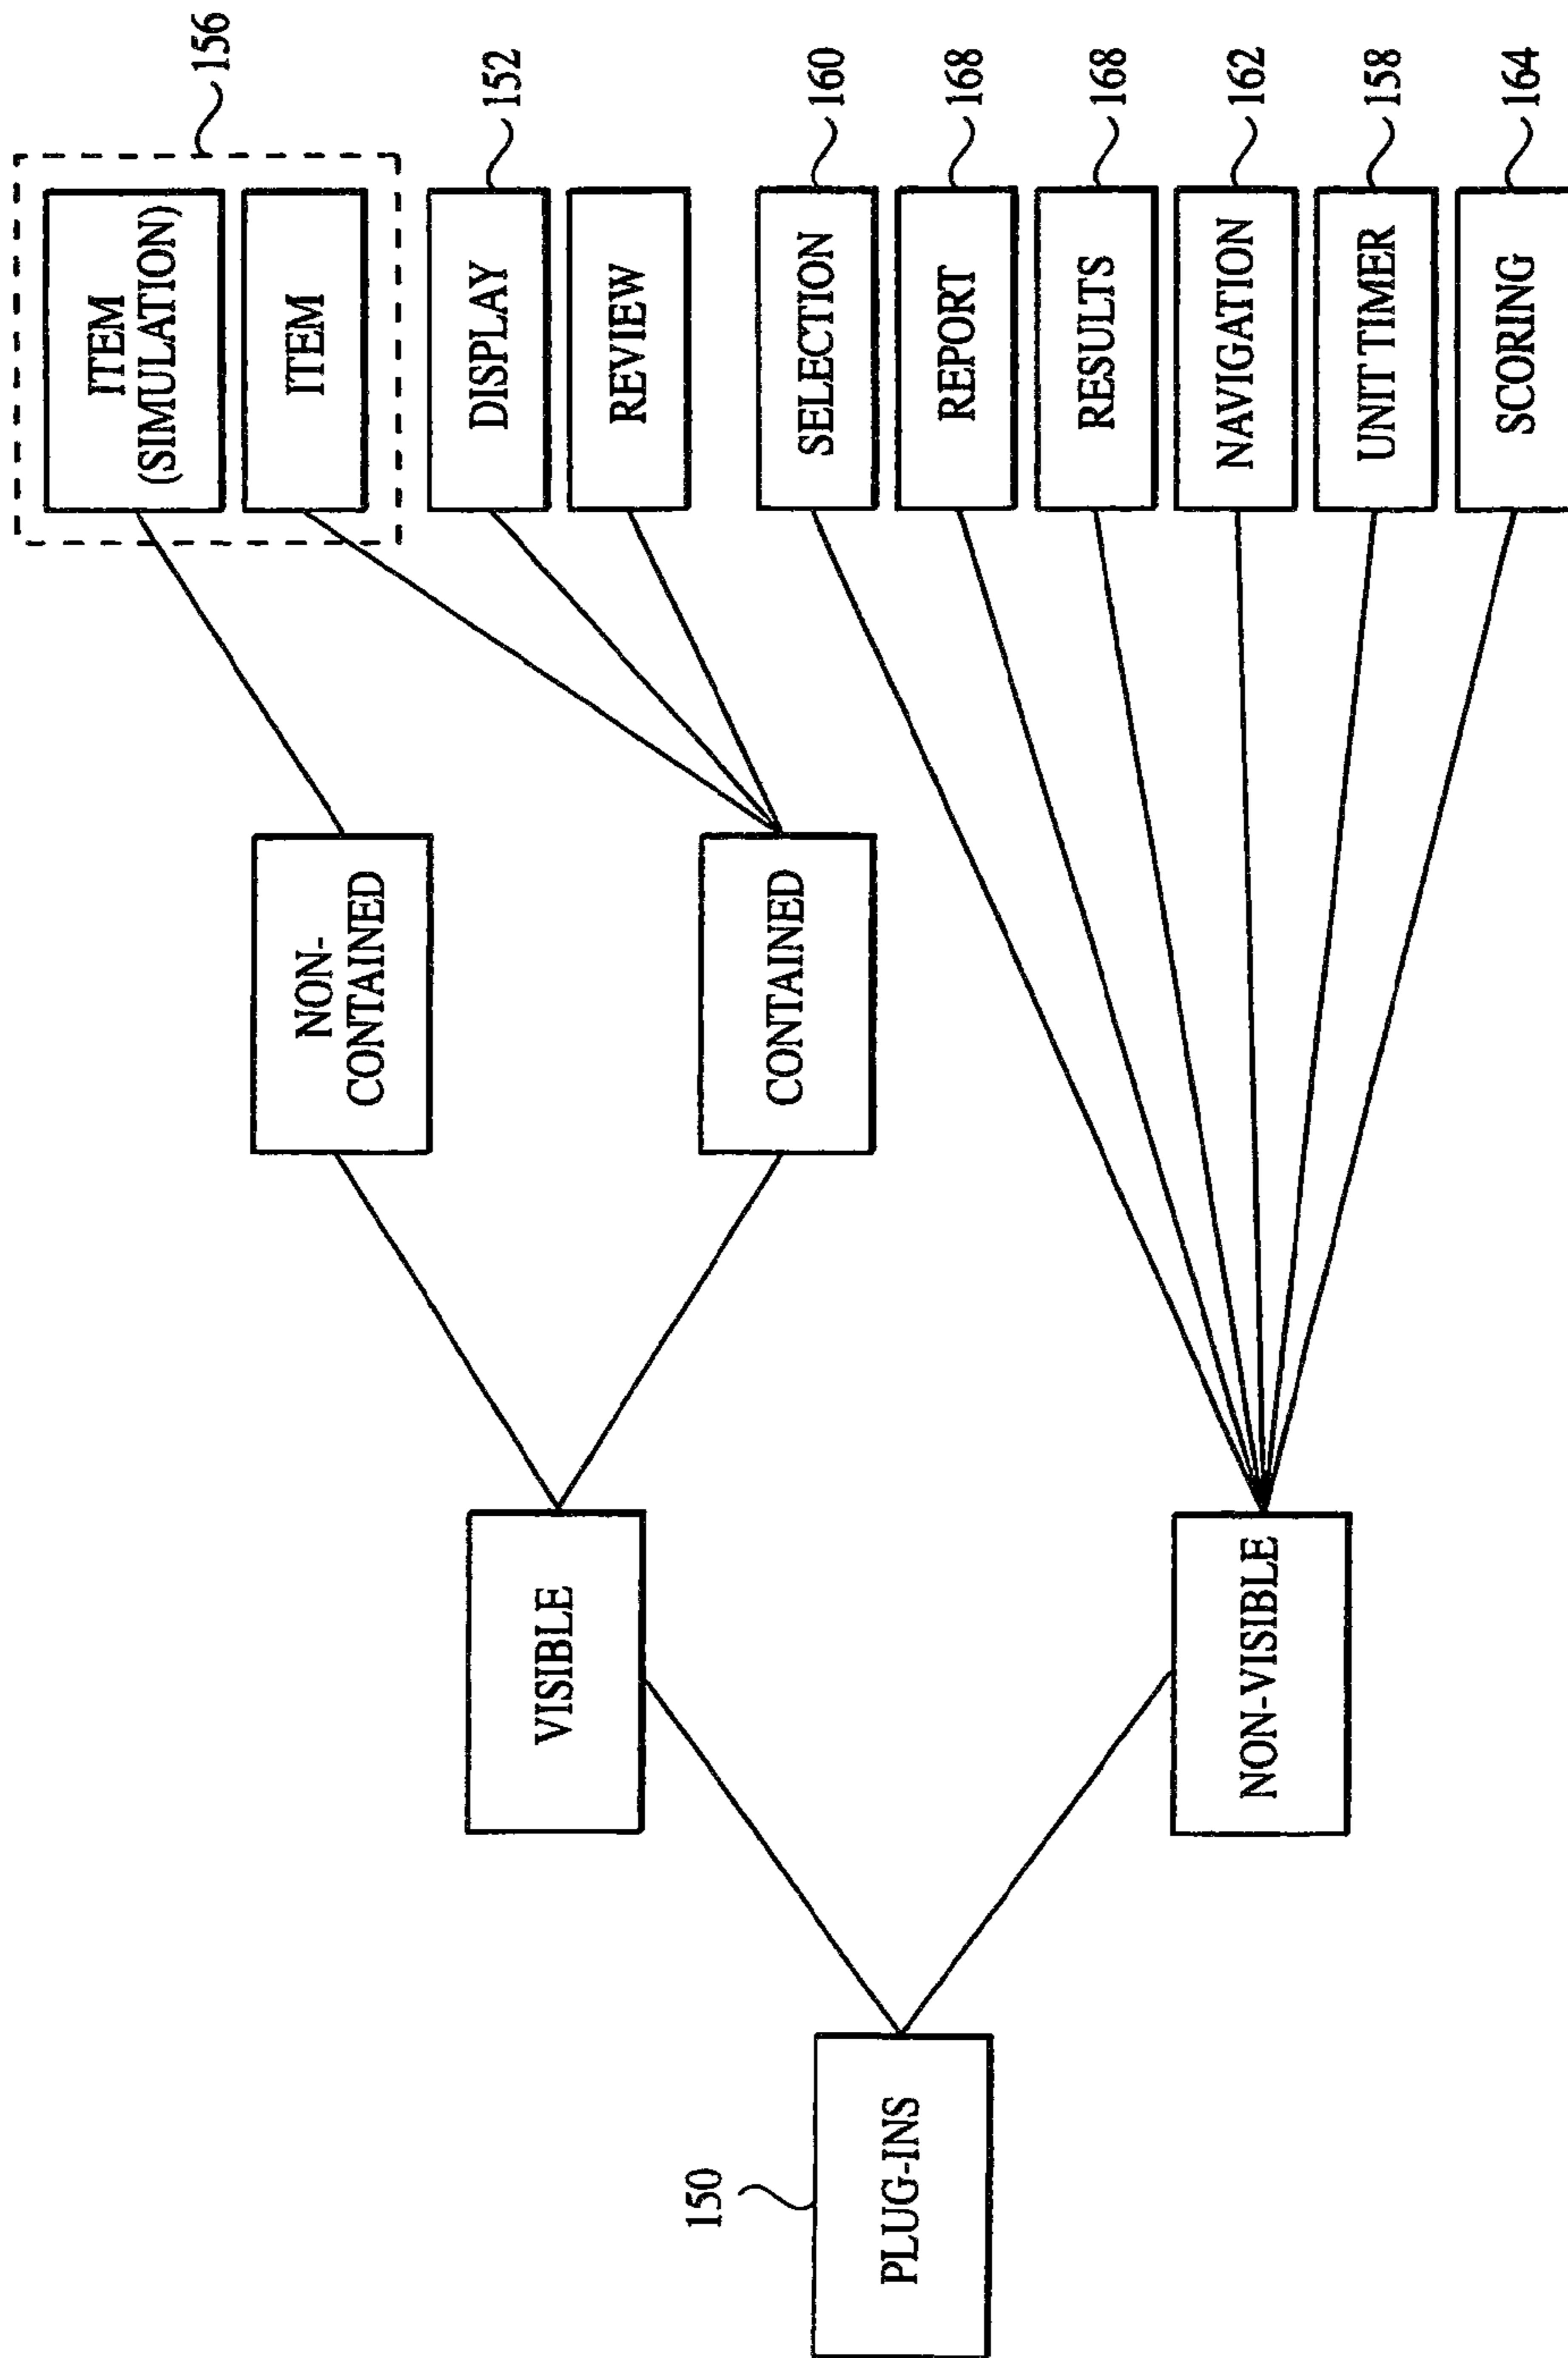 150
PLUG-INS
VISIBLE
NON-VISIBLE
NON-
CONTAINED
CONTAINED
ITEM
(SIMULATION)
ITEM
156
DISPLAY
152
REVIEW
SELECTION
160
REPORT
168
RESULTS
168
NAVIGATION
162
UNIT TIMER
158
SCORING
164